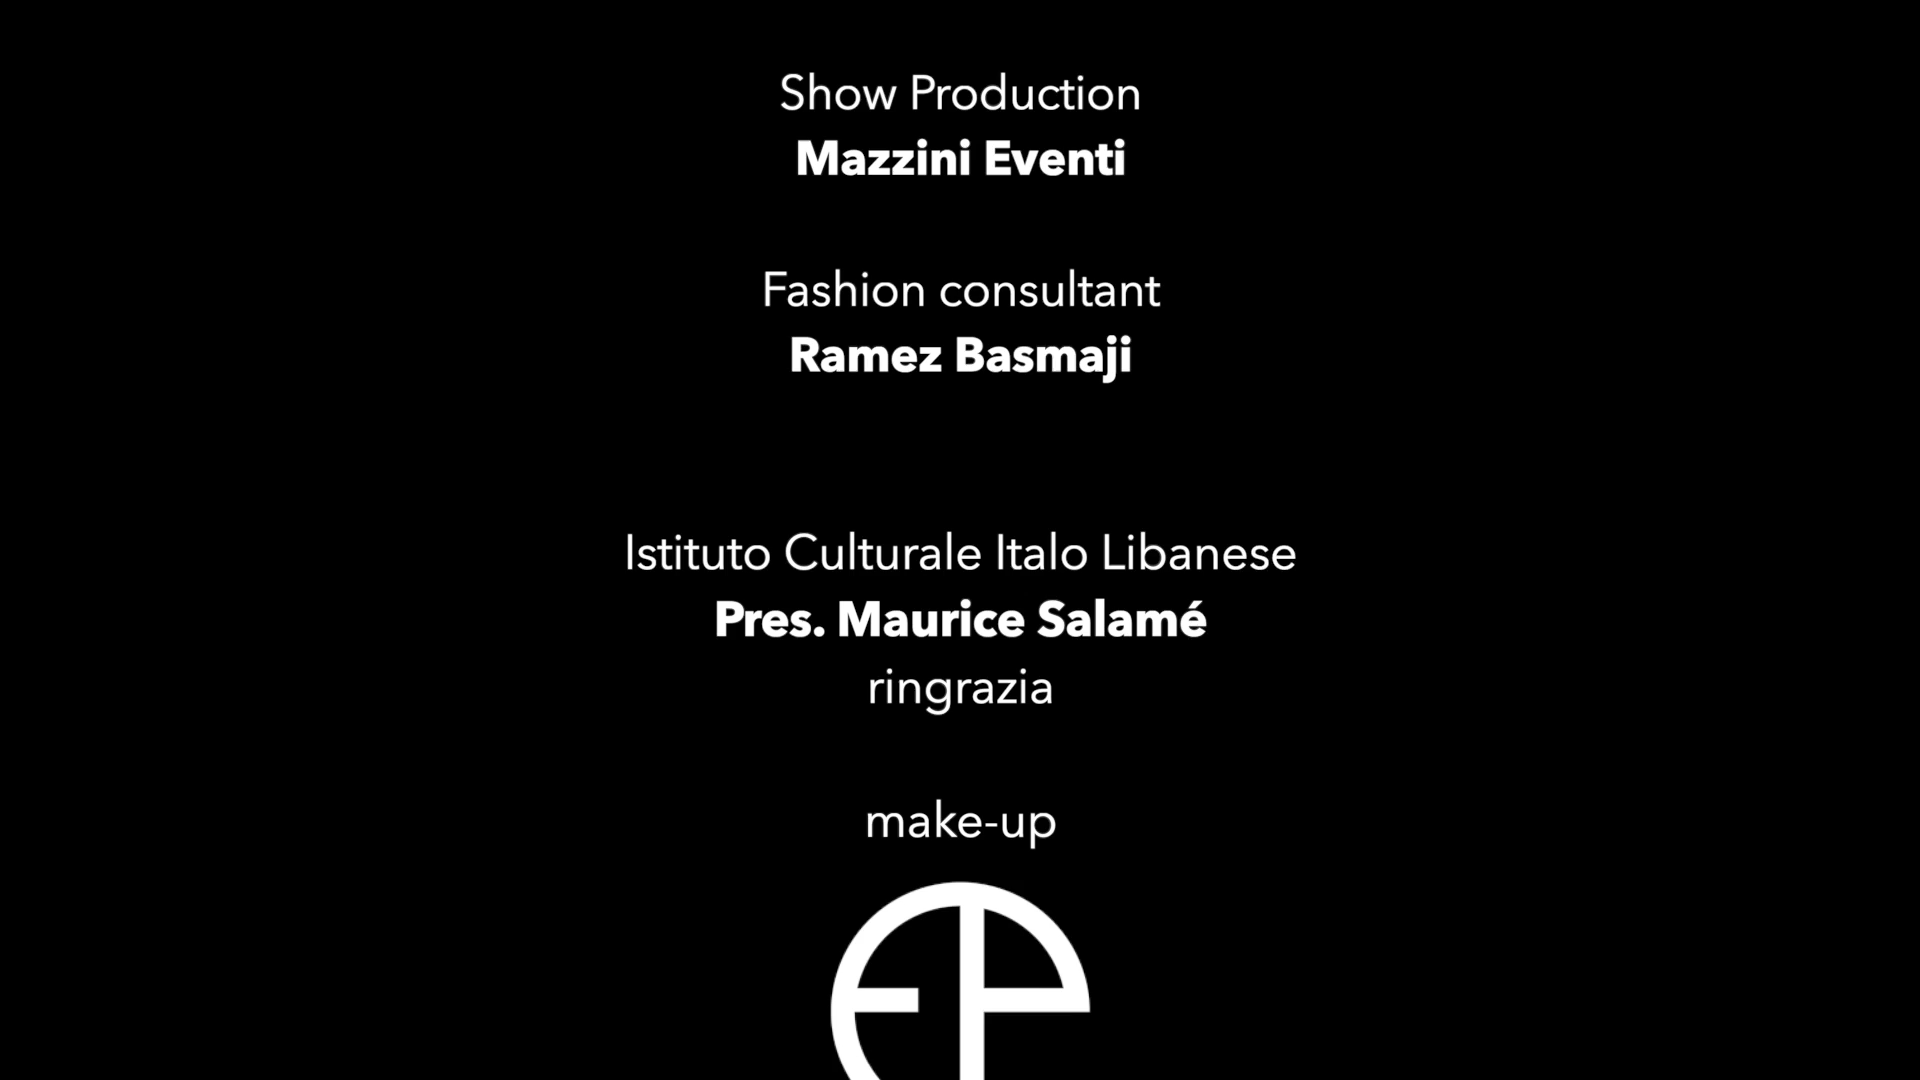 Show Production
Mazzini Eventi
Fashion consultant
Ramez Basmaji
Istituto Culturale Italo Libanese
Pres. Maurice Salamé
ringrazia
make-up